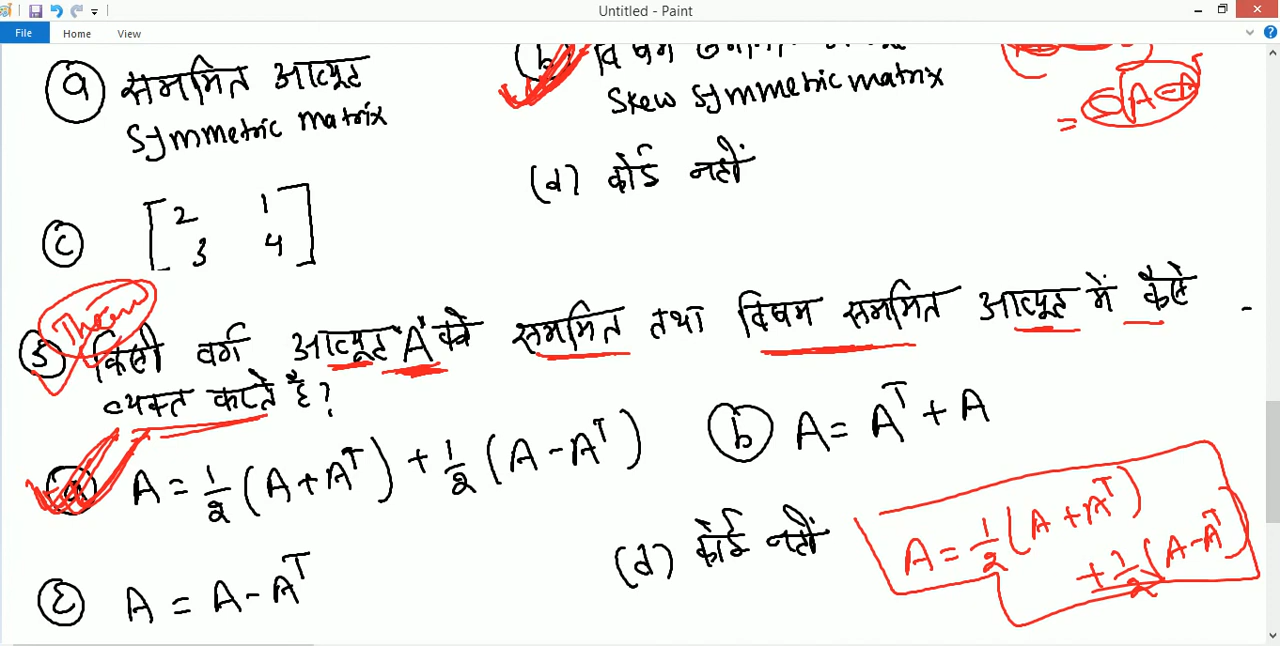 Untitled - Paint
File Home View
(a) सममित आव्यूह
Symmetric matrix
(b)
Skew symmetric matrix
= -(A - A
(c) [2 1
3 4]
(d) कोई नहीं
Theorem
(3) किसी वर्ग आव्यूह "A" को सममित तथा विषम सममित आव्यूह में कैसे
व्यक्त करते है?
(a) A = 1/2 (A + A^T) + 1/2 (A - A^T)
(b) A = A^T + A
(c) A = A - A^T
(d) कोई नहीं
A = 1/2 (A + A^T)
+ 1/2 (A - A^T)